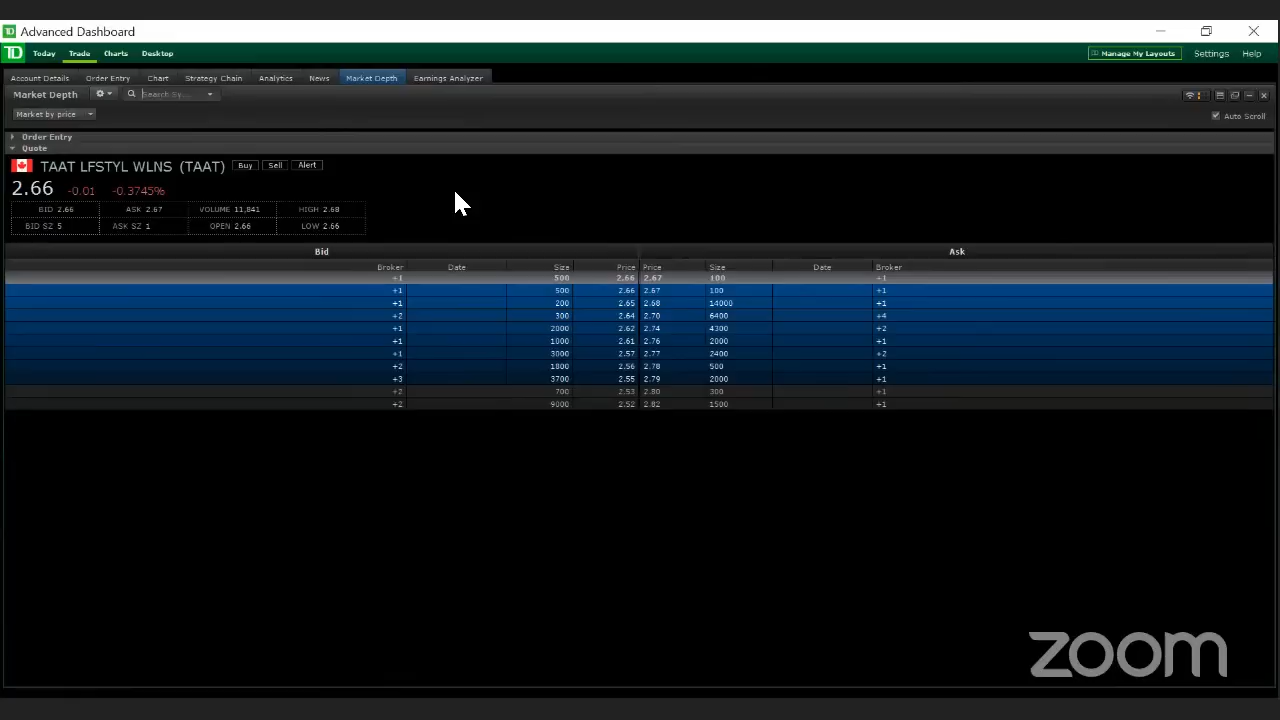 TD Advanced Dashboard
TD Today Trade Charts Desktop Manage My Layouts Settings Help
Account Details Order Entry Chart Strategy Chain Analytics News Market Depth Earnings Analyzer
Market Depth Search By...
Market by price Auto Scroll
Order Entry
Quote
TAAT LFSTYL WLNS (TAAT) Buy Sell Alert
2.66 -0.01 -0.3745%
BID 2.66 ASK 2.67 VOLUME 11,841 HIGH 2.68
BID SZ 5 ASK SZ 1 OPEN 2.66 LOW 2.66
Bid Ask
Broker Date Size Price Price Size Date Broker
+1 500 2.66 2.67 100 +1
+1 500 2.66 2.67 100 +1
+1 200 2.65 2.68 14000 +1
+2 300 2.64 2.70 6400 +4
+1 2000 2.62 2.74 4300 +2
+1 1000 2.61 2.76 2000 +1
+1 3000 2.57 2.77 2400 +2
+2 1800 2.56 2.78 500 +1
+3 3700 2.55 2.79 2000 +1
+2 700 2.53 2.80 300 +1
+2 9000 2.52 2.82 1500 +1
zoom